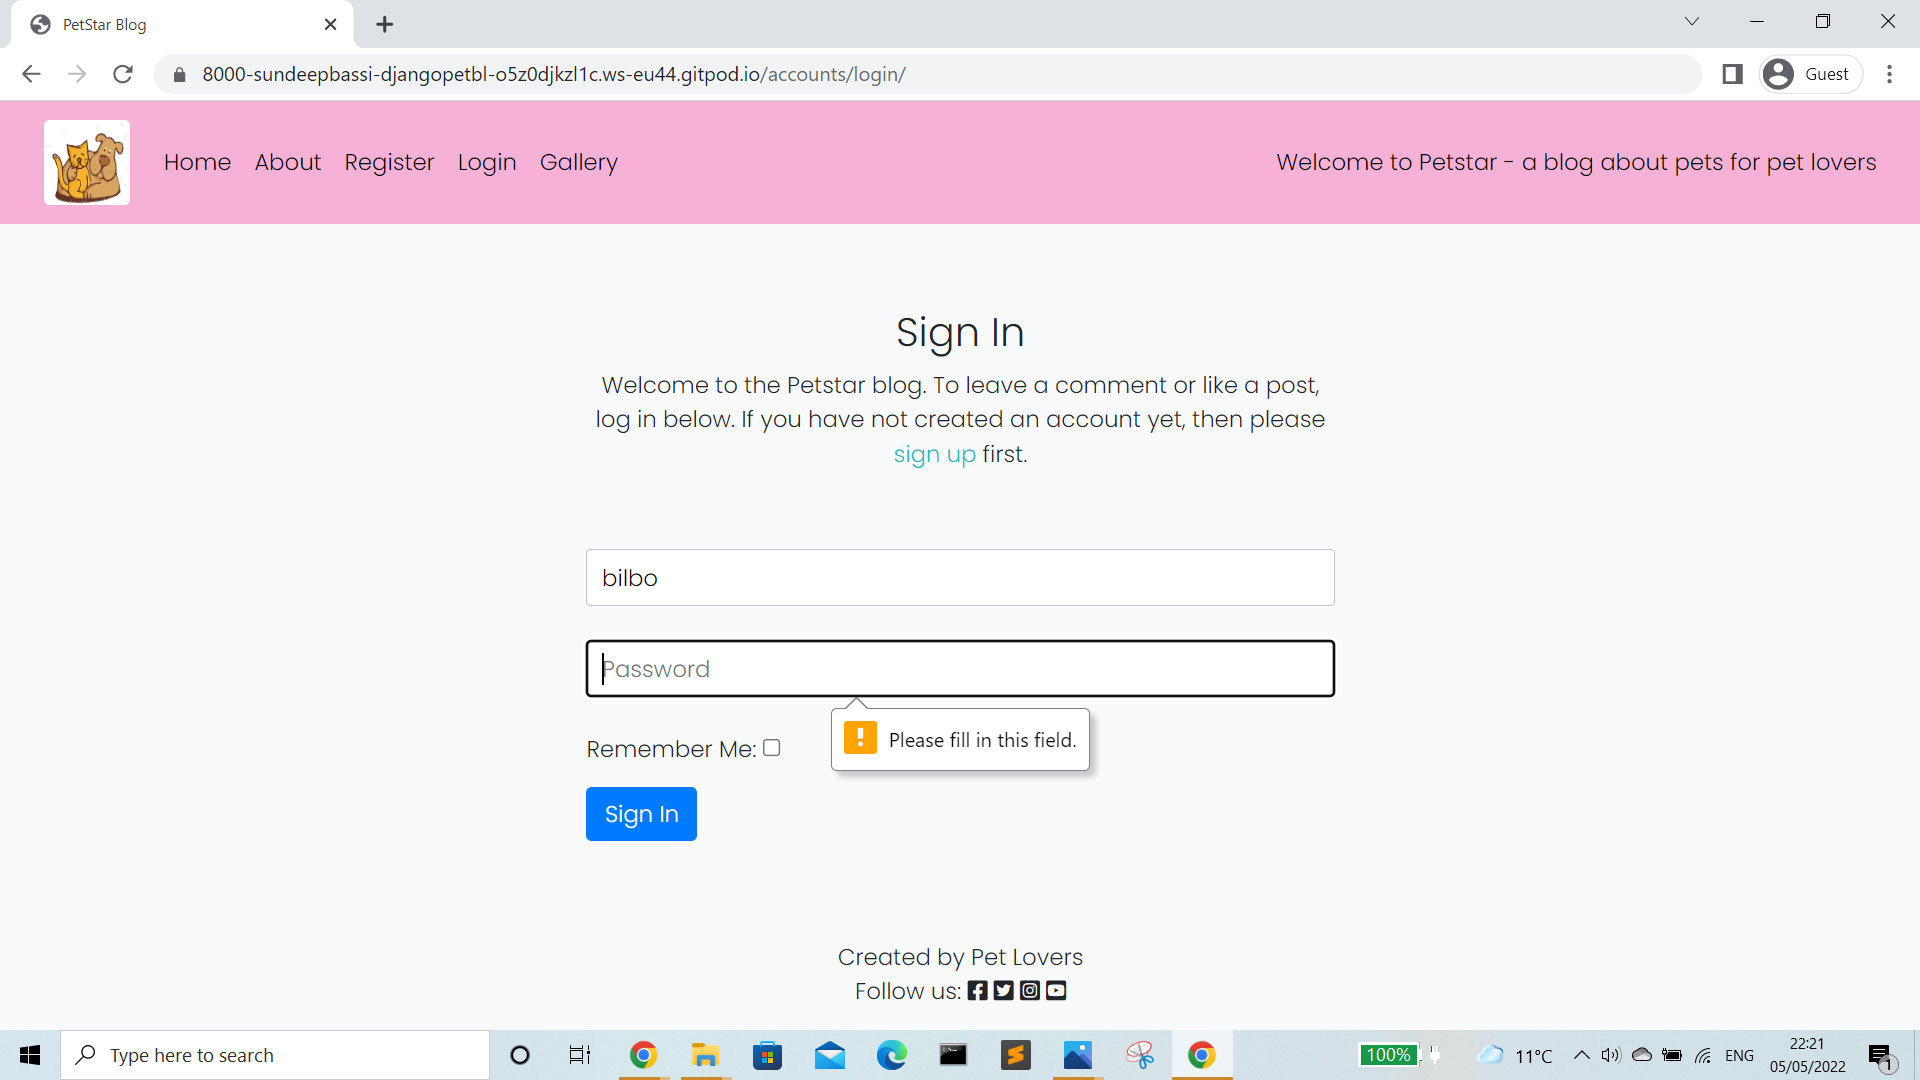 PetStar Blog
8000-sundeepbassi-djangopetbl-o5z0djkzl1c.ws-eu44.gitpod.io/accounts/login/
Guest
Home About Register Login Gallery
Welcome to Petstar - a blog about pets for pet lovers
Sign In
Welcome to the Petstar blog. To leave a comment or like a post,
log in below. If you have not created an account yet, then please
sign up first.
bilbo
Password
Please fill in this field.
Remember Me:
Sign In
Created by Pet Lovers
Follow us:
Type here to search
100%
11°C
ENG
22:21
05/05/2022
1